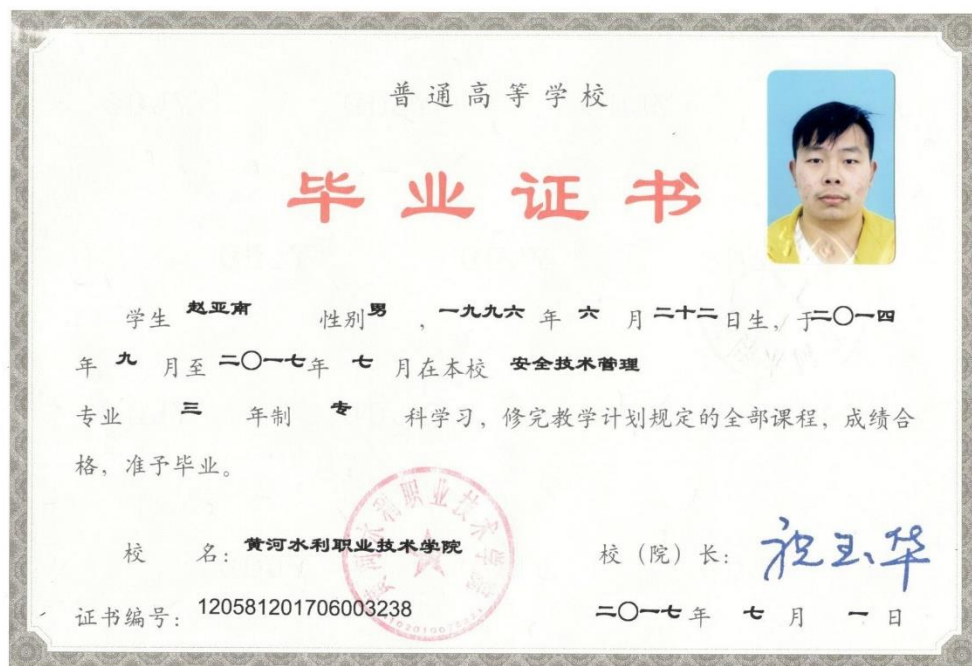 普通高等学校
毕业证书
学生 赵亚南 性别 男 ，一九九六 年 六 月 二十二 日生，于二〇一四
年 九 月至 二〇一七年 七 月在本校 安全技术管理
专业 三 年制 专 科学习，修完教学计划规定的全部课程，成绩合
格，准予毕业。
校 名：黄河水利职业技术学院
校（院）长：祝玉华
证书编号：120581201706003238
二〇一七年 七 月 一 日